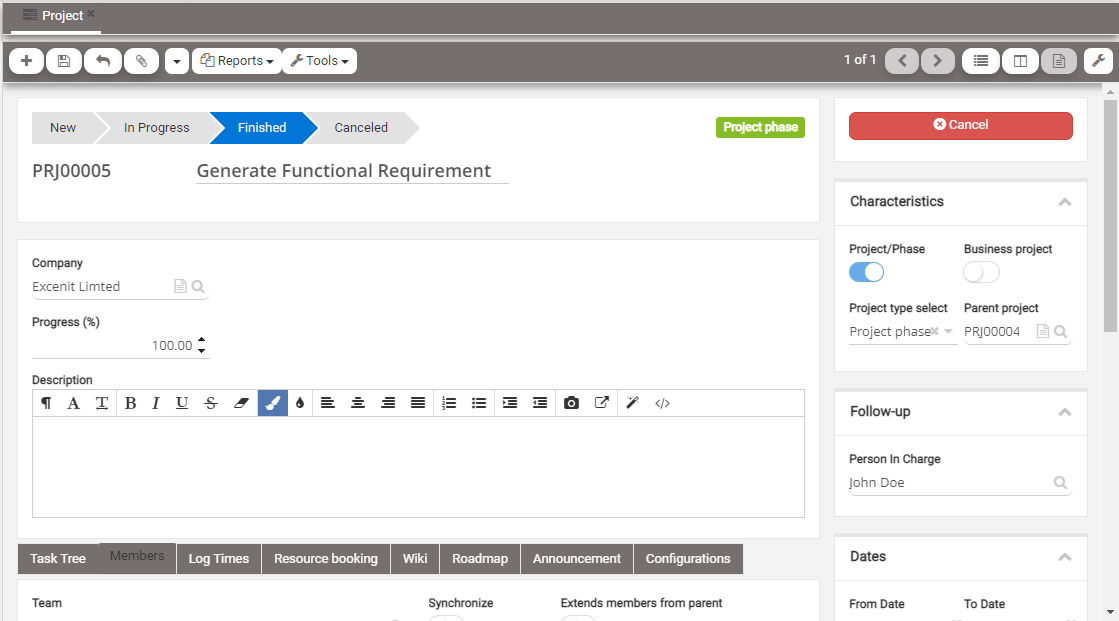 Project
Reports
Tools
1 of 1
New
In Progress
Finished
Canceled
Project phase
PRJ00005
Generate Functional Requirement
Company
Excenit Limted
Progress (%)
100.00
Description
Task Tree
Members
Log Times
Resource booking
Wiki
Roadmap
Announcement
Configurations
Team
Synchronize
Extends members from parent
Cancel
Characteristics
Project/Phase
Business project
Project type select
Parent project
Project phase
PRJ00004
Follow-up
Person In Charge
John Doe
Dates
From Date
To Date